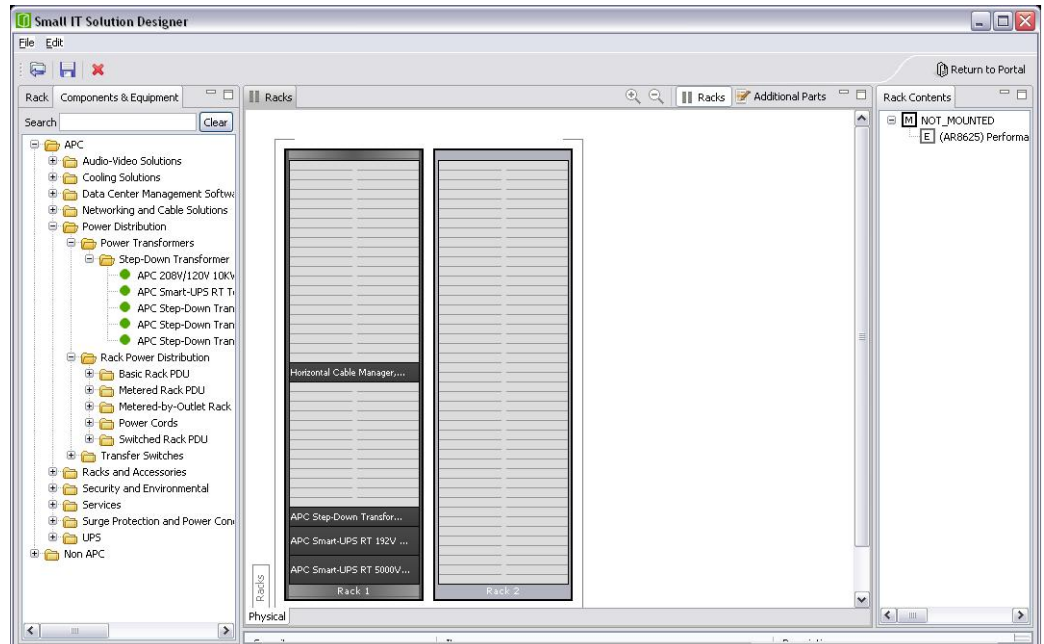 Small IT Solution Designer
File Edit
Return to Portal
Rack Components & Equipment
Racks
Racks Additional Parts
Rack Contents
Search Clear
APC
Audio-Video Solutions
Cooling Solutions
Data Center Management Softwa
Networking and Cable Solutions
Power Distribution
Power Transformers
Step-Down Transformer
APC 208V/120V 10KV
APC Smart-UPS RT T
APC Step-Down Tran
APC Step-Down Tran
APC Step-Down Tran
Rack Power Distribution
Basic Rack PDU
Metered Rack PDU
Metered-by-Outlet Rack
Power Cords
Switched Rack PDU
Transfer Switches
Racks and Accessories
Security and Environmental
Services
Surge Protection and Power Con
UPS
Non APC
Horizontal Cable Manager,...
APC Step-Down Transfor...
APC Smart-UPS RT 192V ...
APC Smart-UPS RT 5000V...
Rack 1
Rack 2
Racks
Physical
M NOT_MOUNTED
E (AR8625) Performa